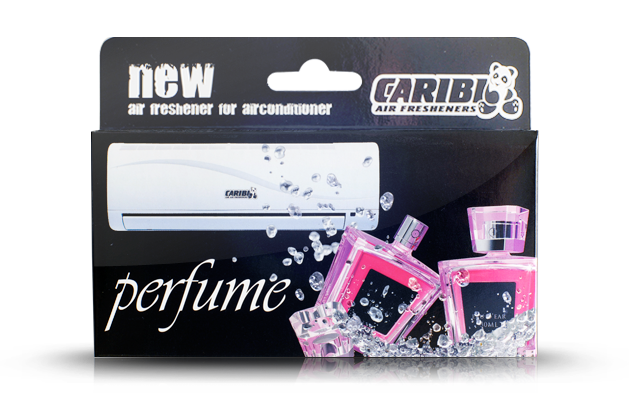 new
air freshener for airconditioner
CARIBI
AIR FRESHENERS
CARIBI
perfume